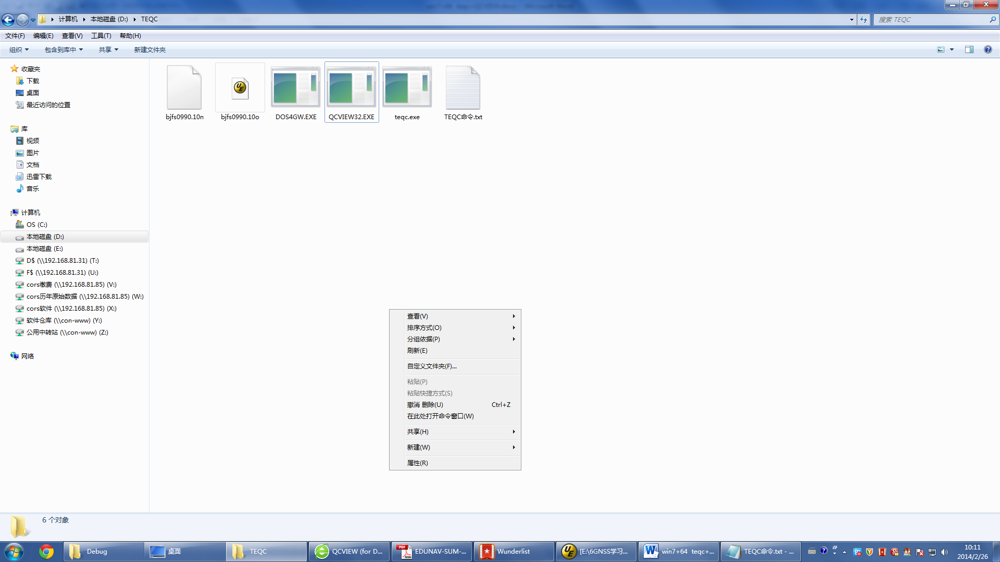 计算机 本地磁盘 (D:) TEQC
搜索 TEQC
文件(F) 编辑(E) 查看(V) 工具(T) 帮助(H)
组织 包含到库中 共享 新建文件夹
收藏夹
下载
桌面
最近访问的位置
库
视频
图片
文档
迅雷下载
音乐
计算机
OS (C:)
本地磁盘 (D:)
本地磁盘 (E:)
D$ (\\192.168.81.31) (T:)
F$ (\\192.168.81.31) (U:)
cors缴费 (\\192.168.81.85) (V:)
cors历年原始数据 (\\192.168.81.85) (W:)
cors软件 (\\192.168.81.85) (X:)
软件仓库 (\\con-www) (Y:)
公用中转站 (\\con-www) (Z:)
网络
bjfs0990.10n bjfs0990.10o DOS4GW.EXE QCVIEW32.EXE teqc.exe TEQC命令.txt
查看(V)
排序方式(O)
分组依据(P)
刷新(E)
自定义文件夹(F)...
粘贴(P)
粘贴快捷方式(S)
撤消 删除(U) Ctrl+Z
在此处打开命令窗口(W)
共享(H)
新建(W)
属性(R)
6 个对象
Debug 桌面 TEQC QCVIEW (for D... EDUNAV-SUM-... Wunderlist [E:\6GNSS学习... win7+64 teqc+... TEQC命令.txt - ...
10:11
2014/2/26